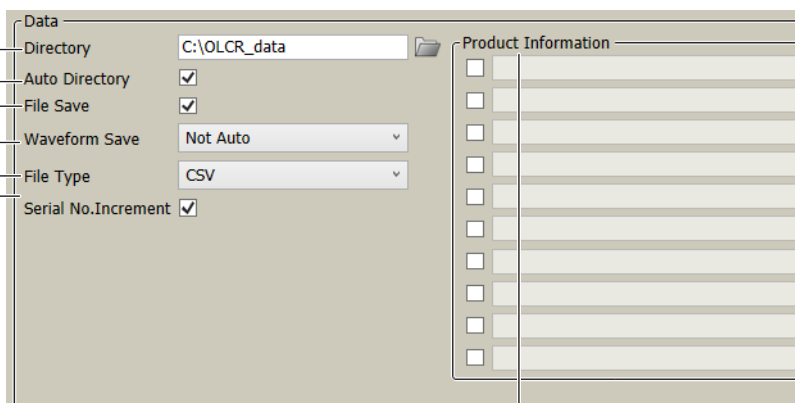 Data
Directory C:\OLCR_data
Auto Directory
File Save
Waveform Save Not Auto
File Type CSV
Serial No.Increment
Product Information